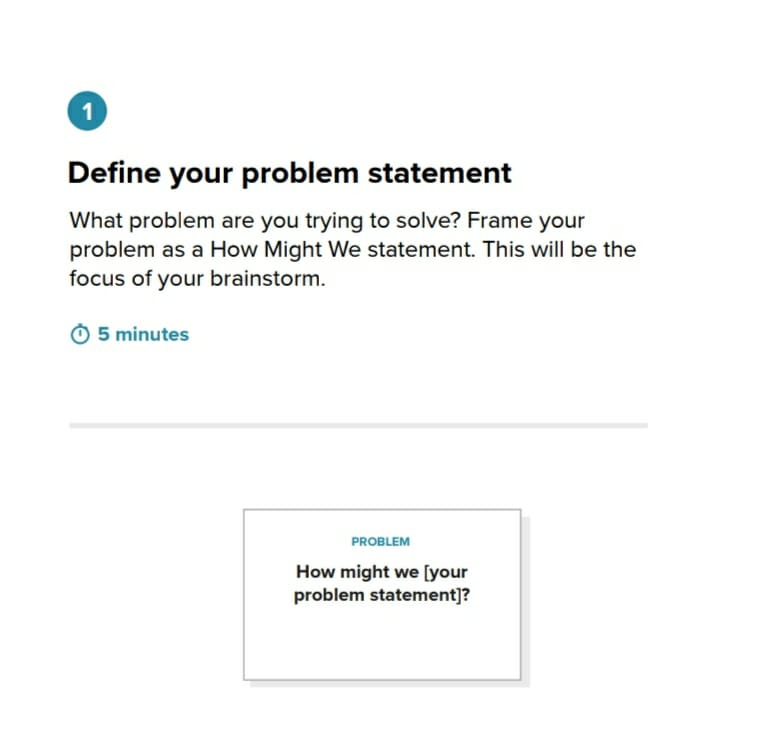 1
Define your problem statement
What problem are you trying to solve? Frame your
problem as a How Might We statement. This will be the
focus of your brainstorm.
5 minutes
PROBLEM
How might we [your
problem statement]?